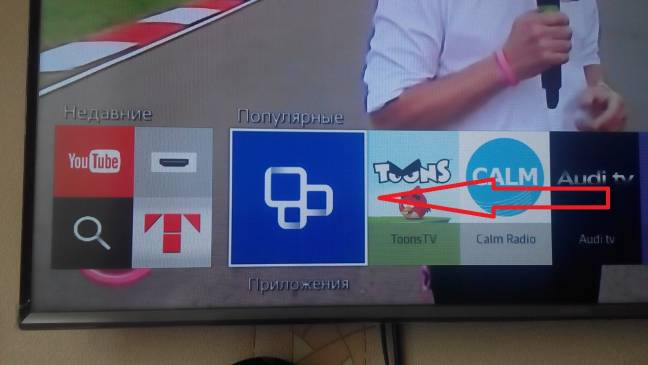 Недавние
Популярные
YouTube
TOONS
CALM
Audi tv
ToonsTV
Calm Radio
Audi tv
Приложения